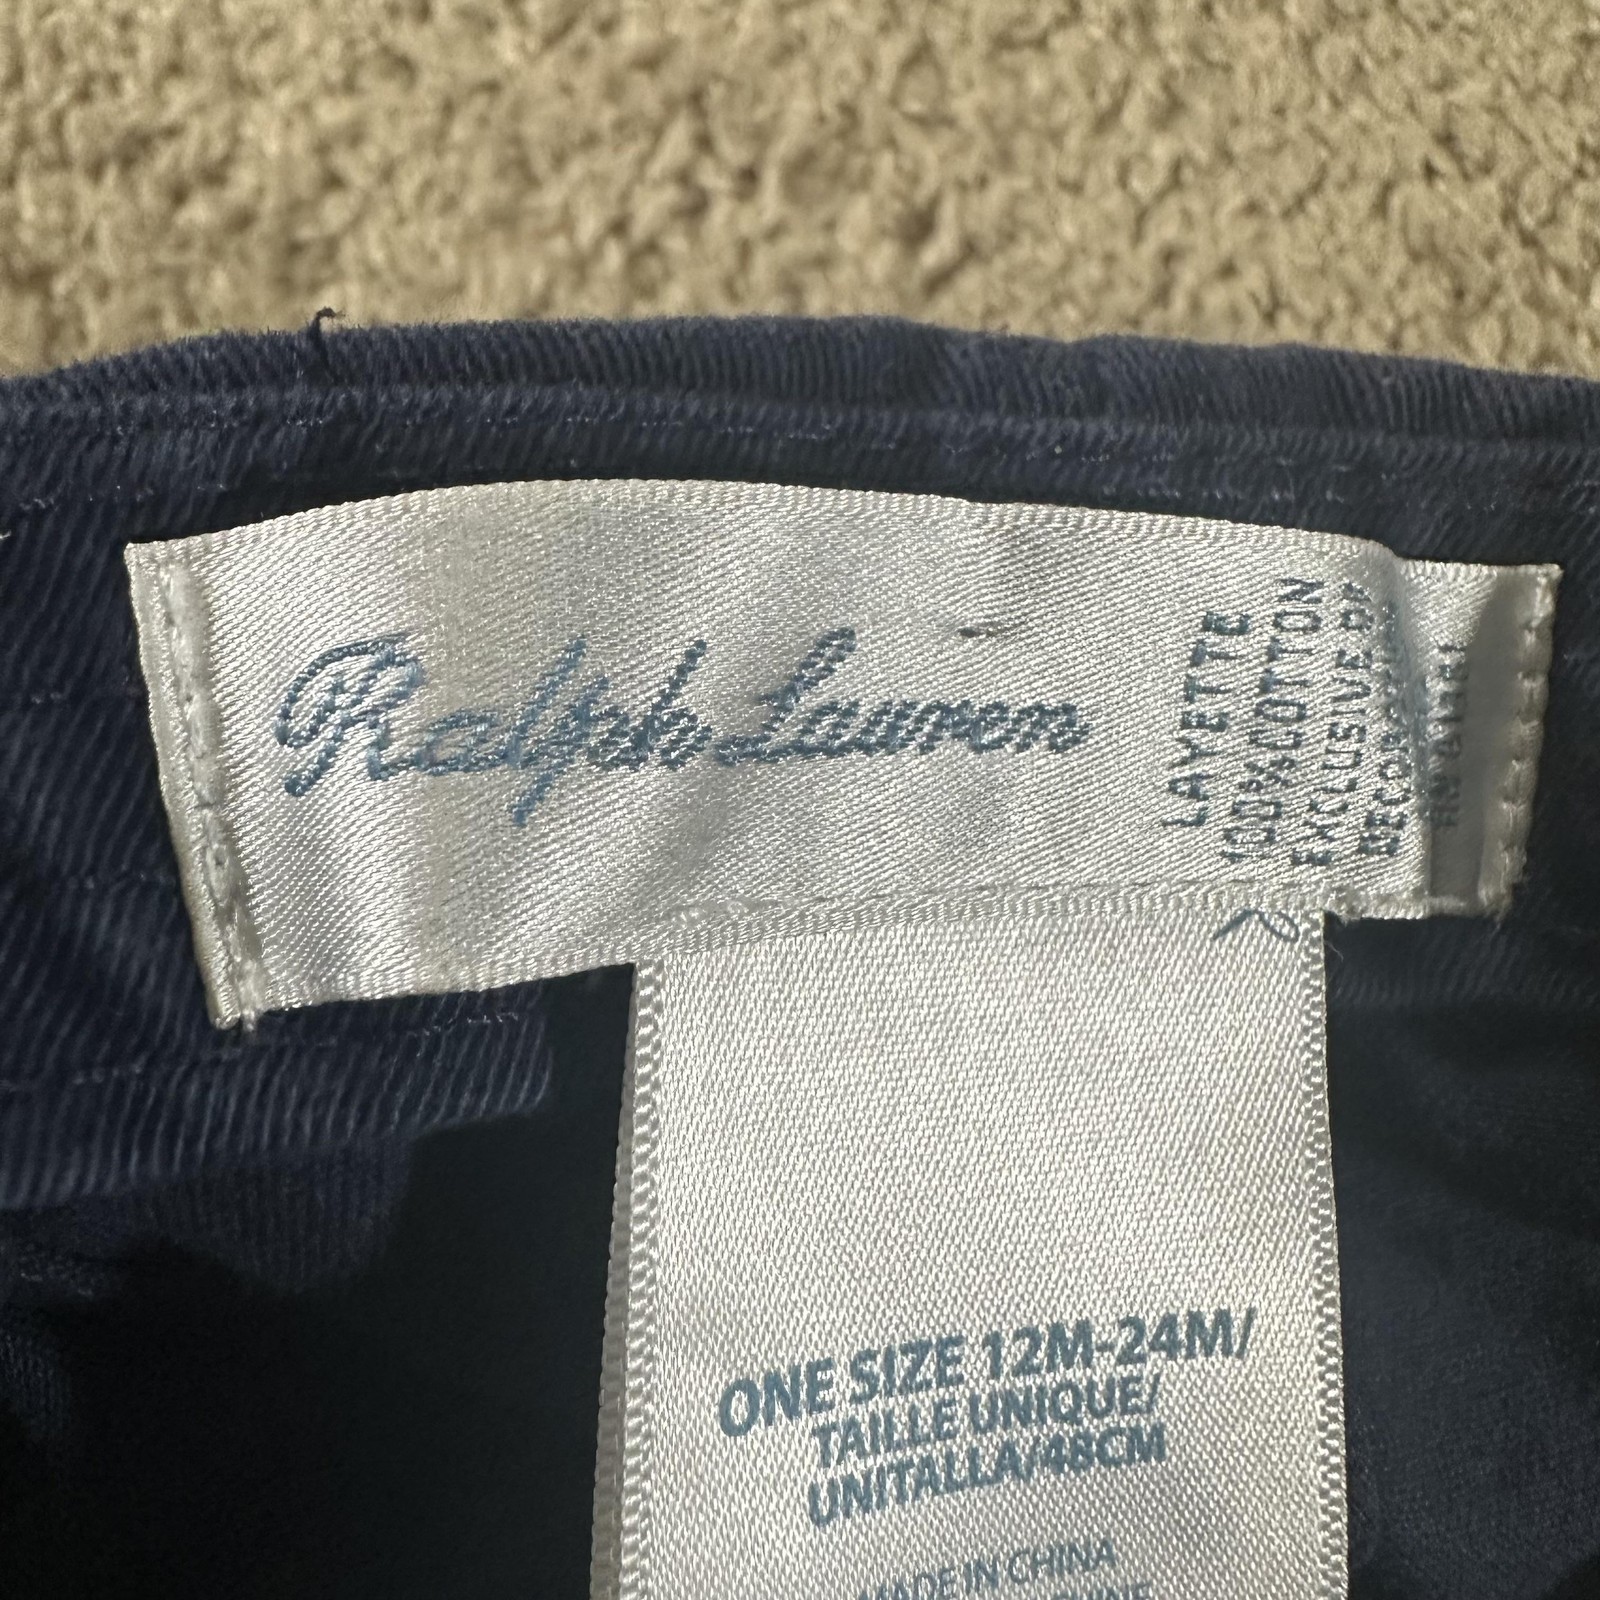 Ralph Lauren
LAYETTE
100% COTTON
EXCLUSIVE OF
ONE SIZE 12M-24M/
TAILLE UNIQUE/
UNITALLA/48CM
MADE IN CHINA